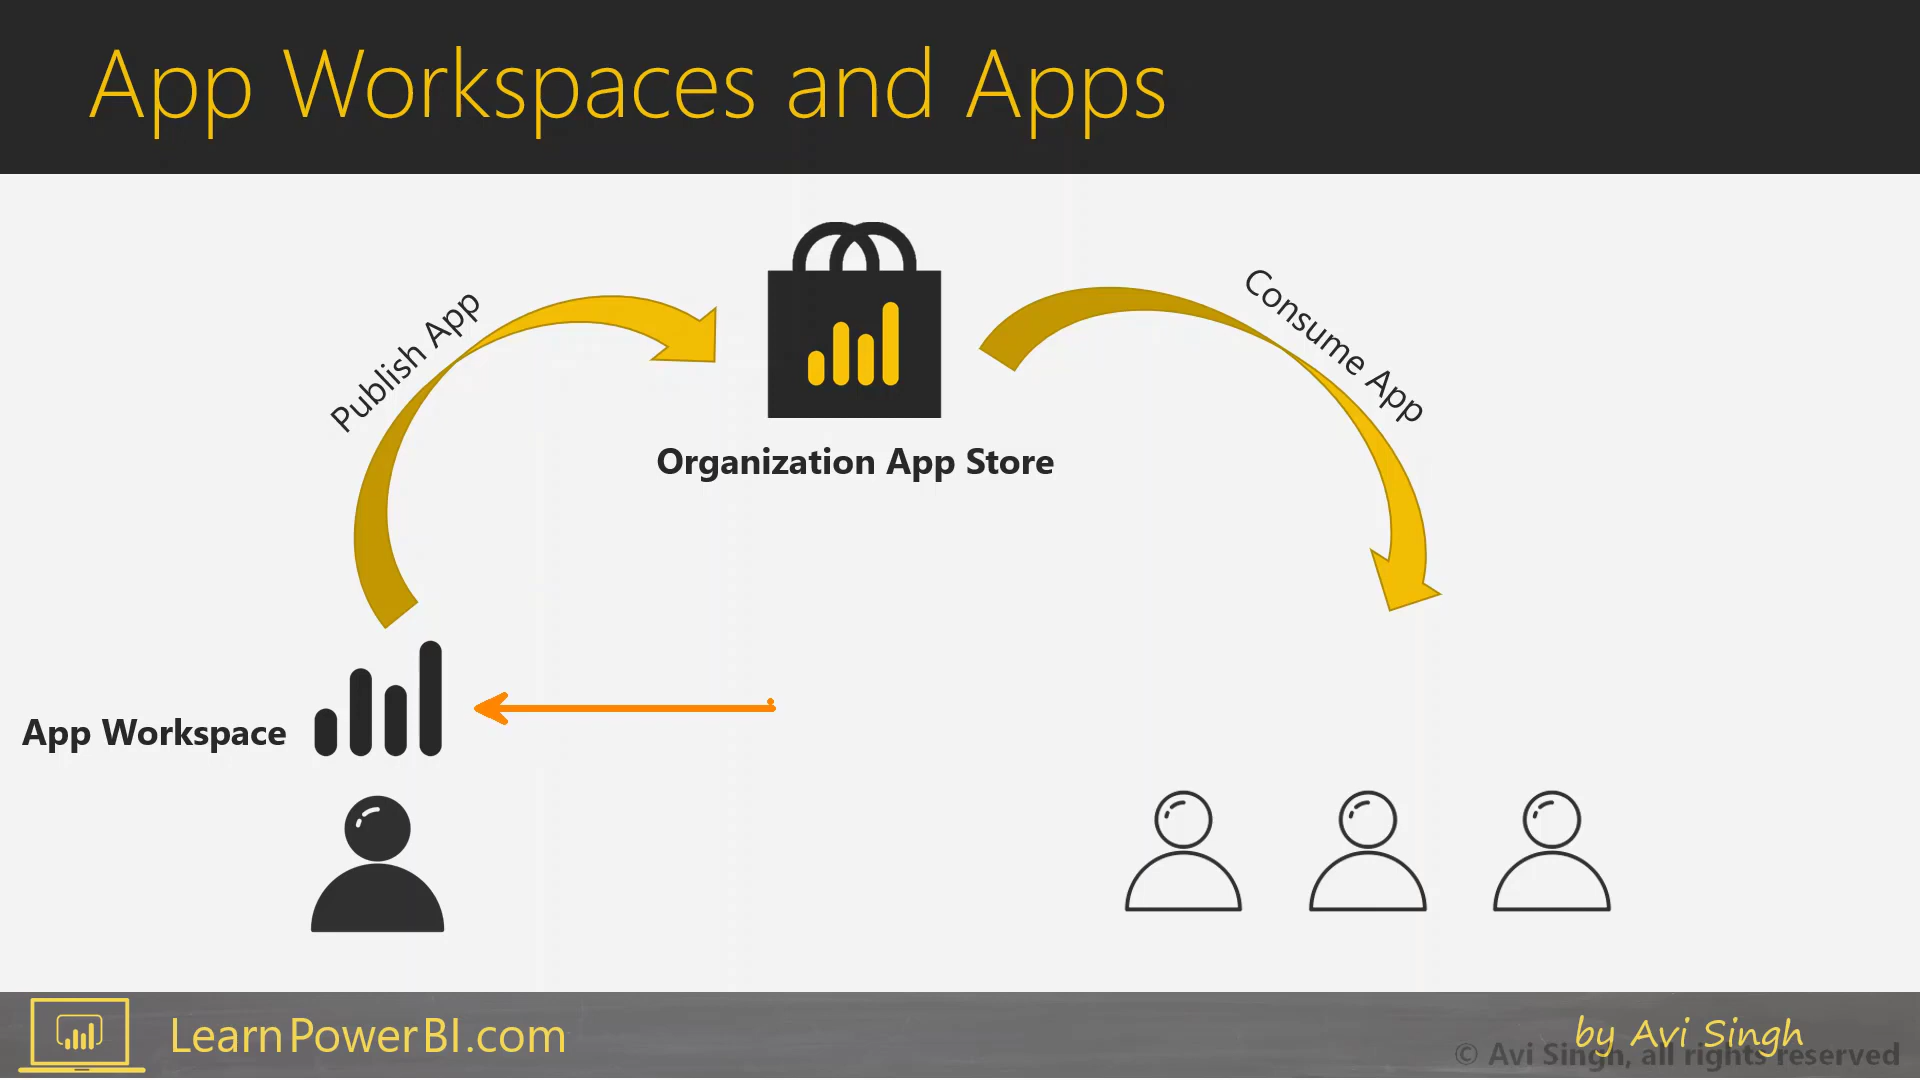 App Workspaces and Apps
Publish App
Consume App
Organization App Store
App Workspace
LearnPowerBI.com
by Avi Singh
© Avi Singh, all rights reserved